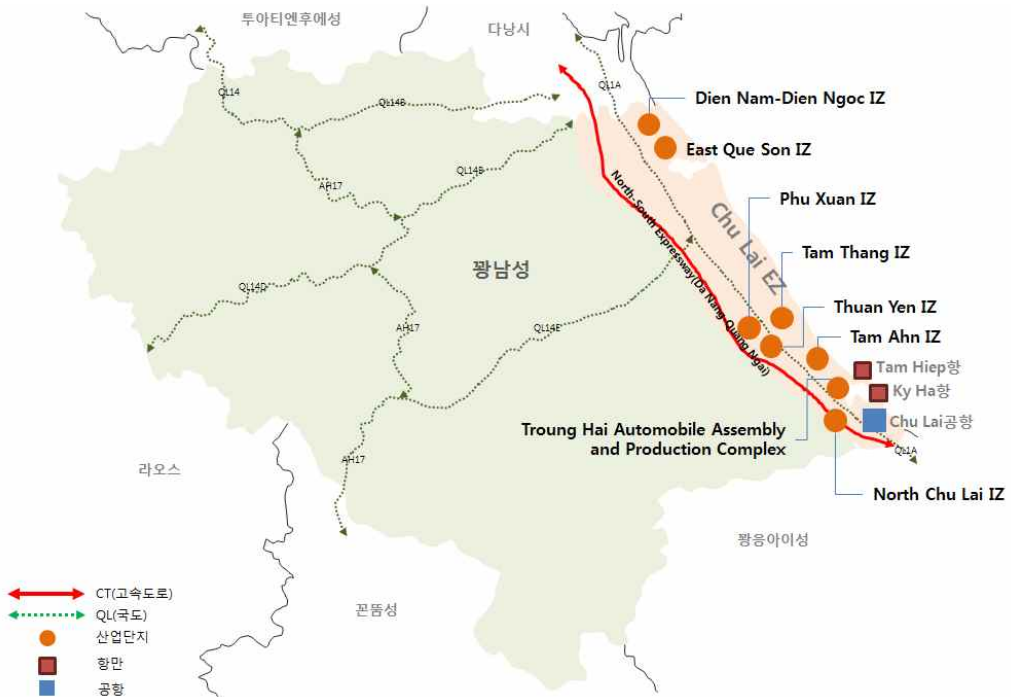 투아티엔후에성
다낭시
QL14
QL14B
QL1A
Dien Nam-Dien Ngoc IZ
East Que Son IZ
AH17
QL14B
North-South Expressway(Da Nang-Quang Ngai)
Chu Lai EZ
Phu Xuan IZ
꽝남성
Tam Thang IZ
QL14D
Thuan Yen IZ
AH17
QL14E
Tam Ahn IZ
Tam Hiep항
Ky Ha항
Chu Lai공항
Troung Hai Automobile Assembly
and Production Complex
QL1A
AH17
라오스
North Chu Lai IZ
꽝응아이성
꼰뚬성
CT(고속도로)
QL(국도)
산업단지
항만
공황